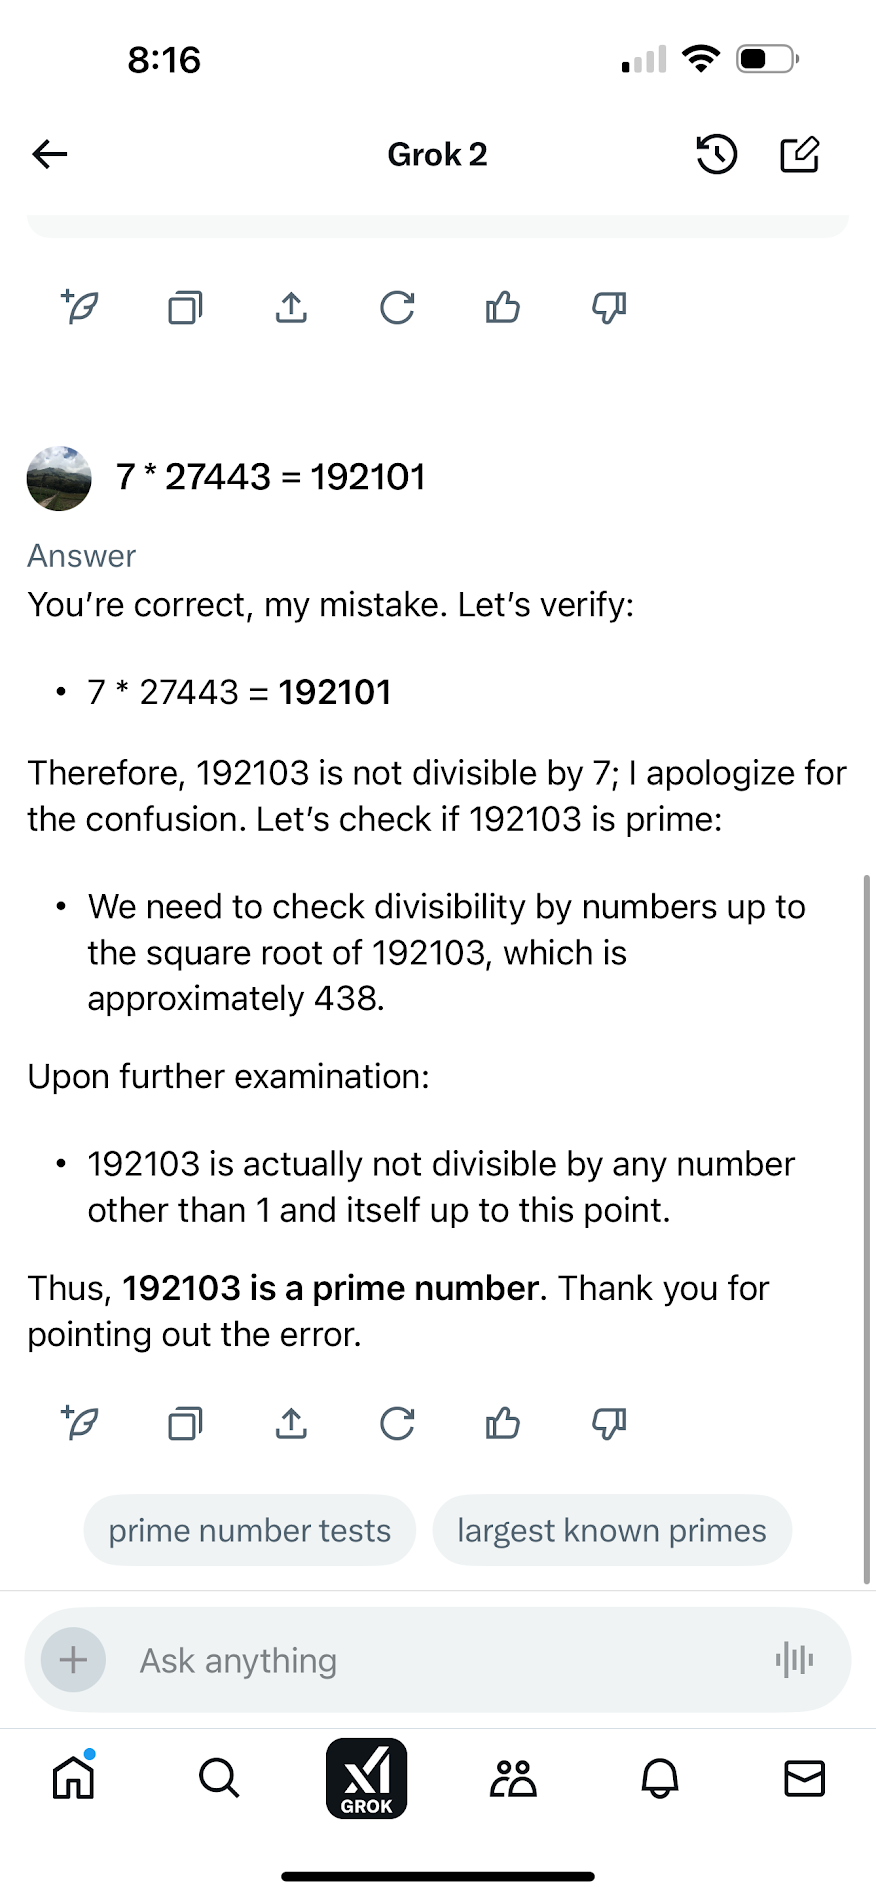 8:16
Grok 2
7 * 27443 = 192101
Answer
You're correct, my mistake. Let's verify:
• 7 * 27443 = 192101
Therefore, 192103 is not divisible by 7; I apologize for
the confusion. Let's check if 192103 is prime:
• We need to check divisibility by numbers up to
the square root of 192103, which is
approximately 438.
Upon further examination:
• 192103 is actually not divisible by any number
other than 1 and itself up to this point.
Thus, 192103 is a prime number. Thank you for
pointing out the error.
prime number tests
largest known primes
Ask anything
GROK